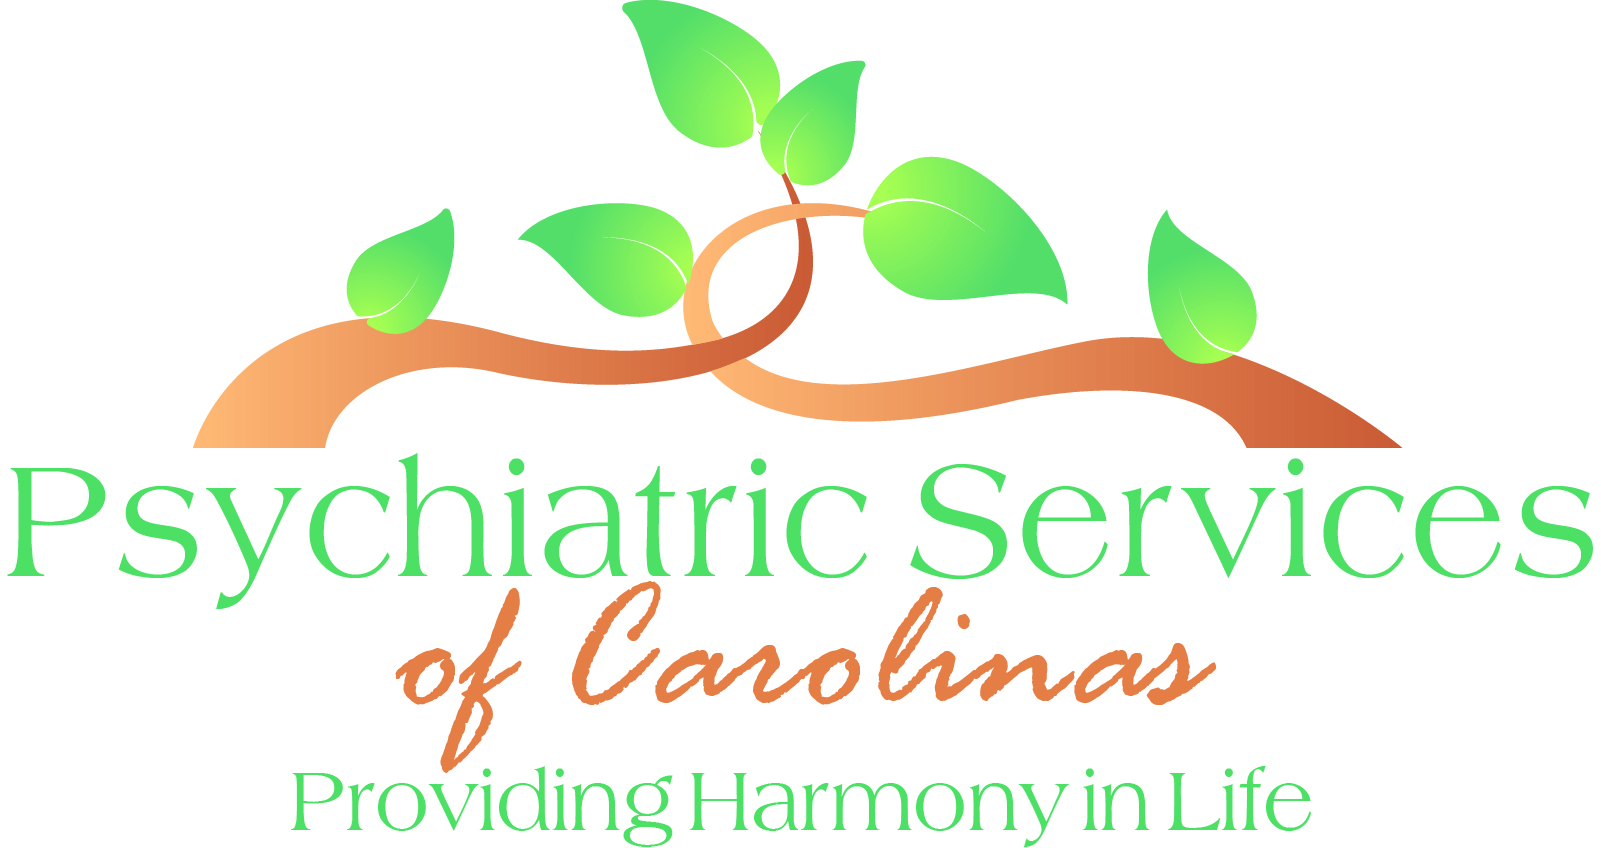 Psychiatric Services
of Carolinas
Providing Harmony in Life